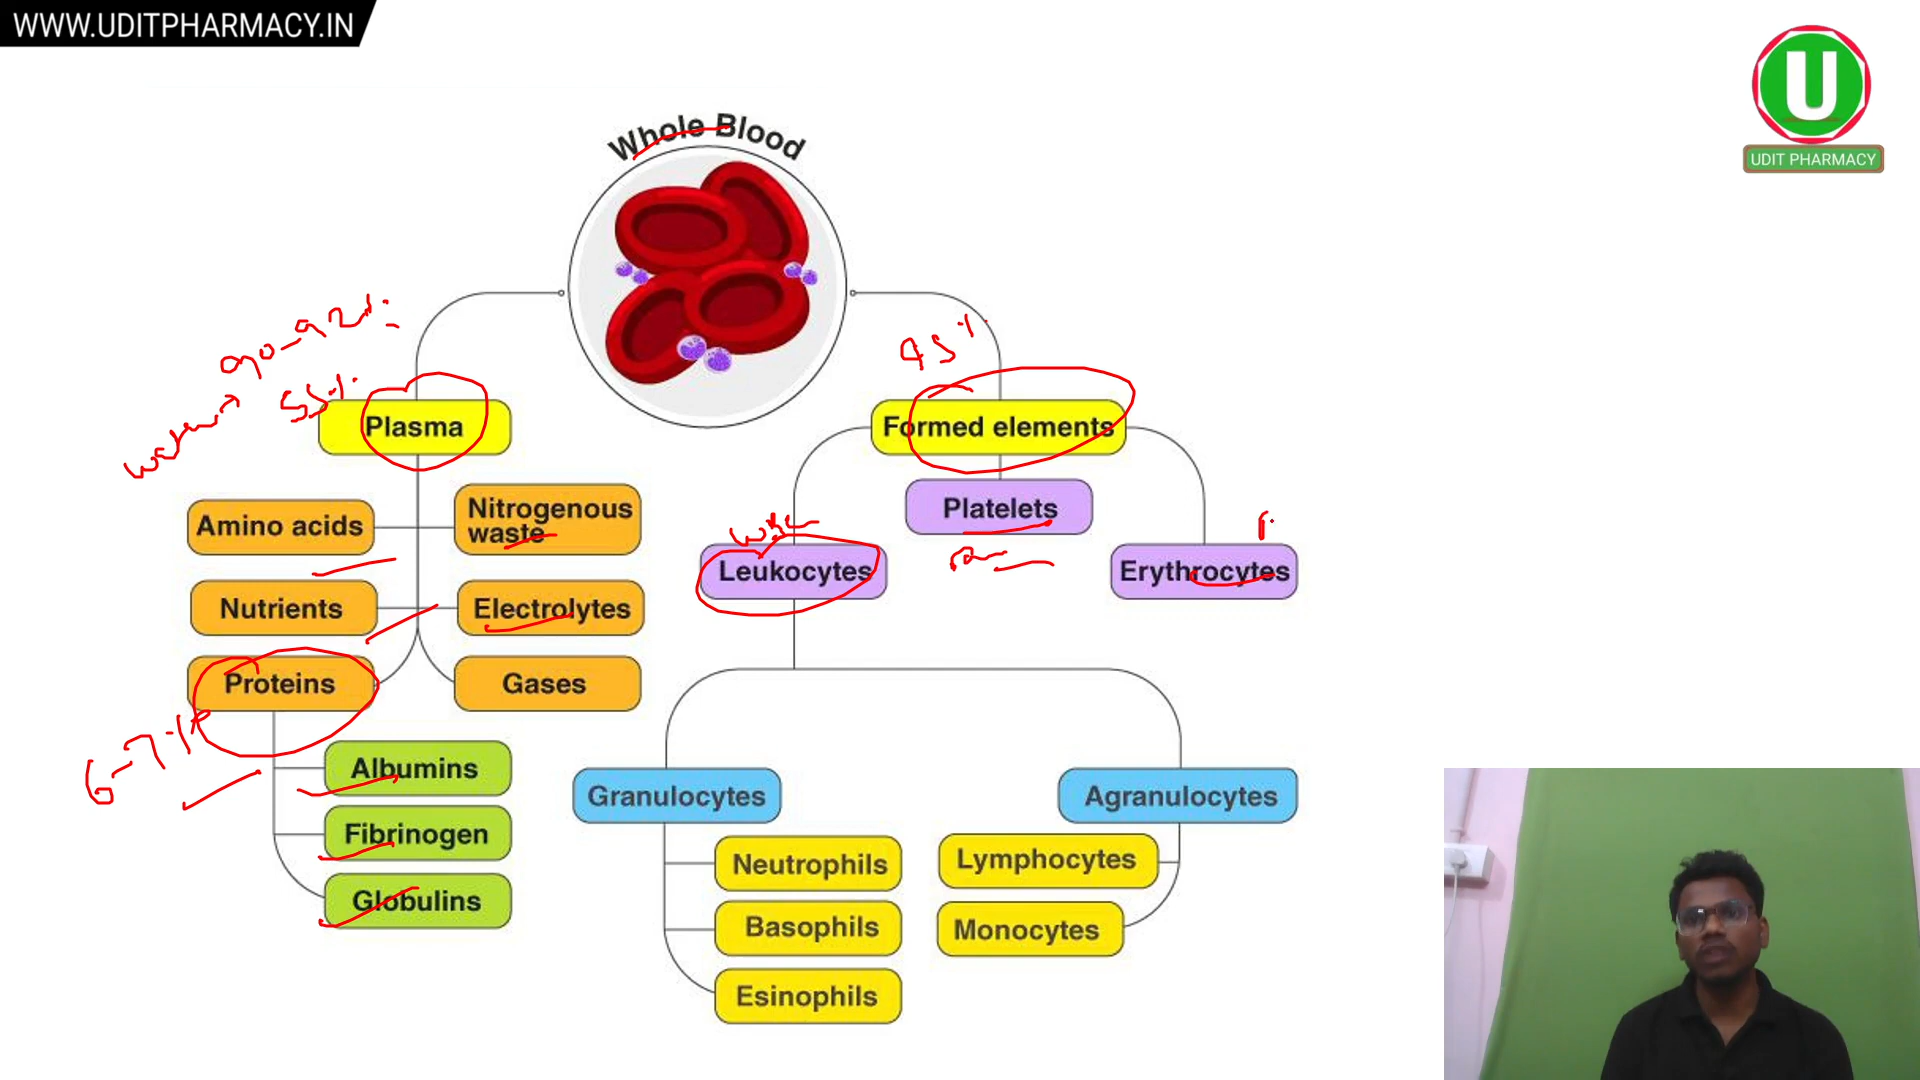 WWW.UDITPHARMACY.IN
U
UDIT PHARMACY
Whole Blood
water → 90-92%
55%
45%
Plasma
Formed elements
Amino acids
Nitrogenous
waste
Platelets
WBC
Leukocytes
Erythrocytes
Nutrients
Electrolytes
Proteins
Gases
6-7%
Albumins
Granulocytes
Agranulocytes
Fibrinogen
Neutrophils
Lymphocytes
Globulins
Basophils
Monocytes
Esinophils